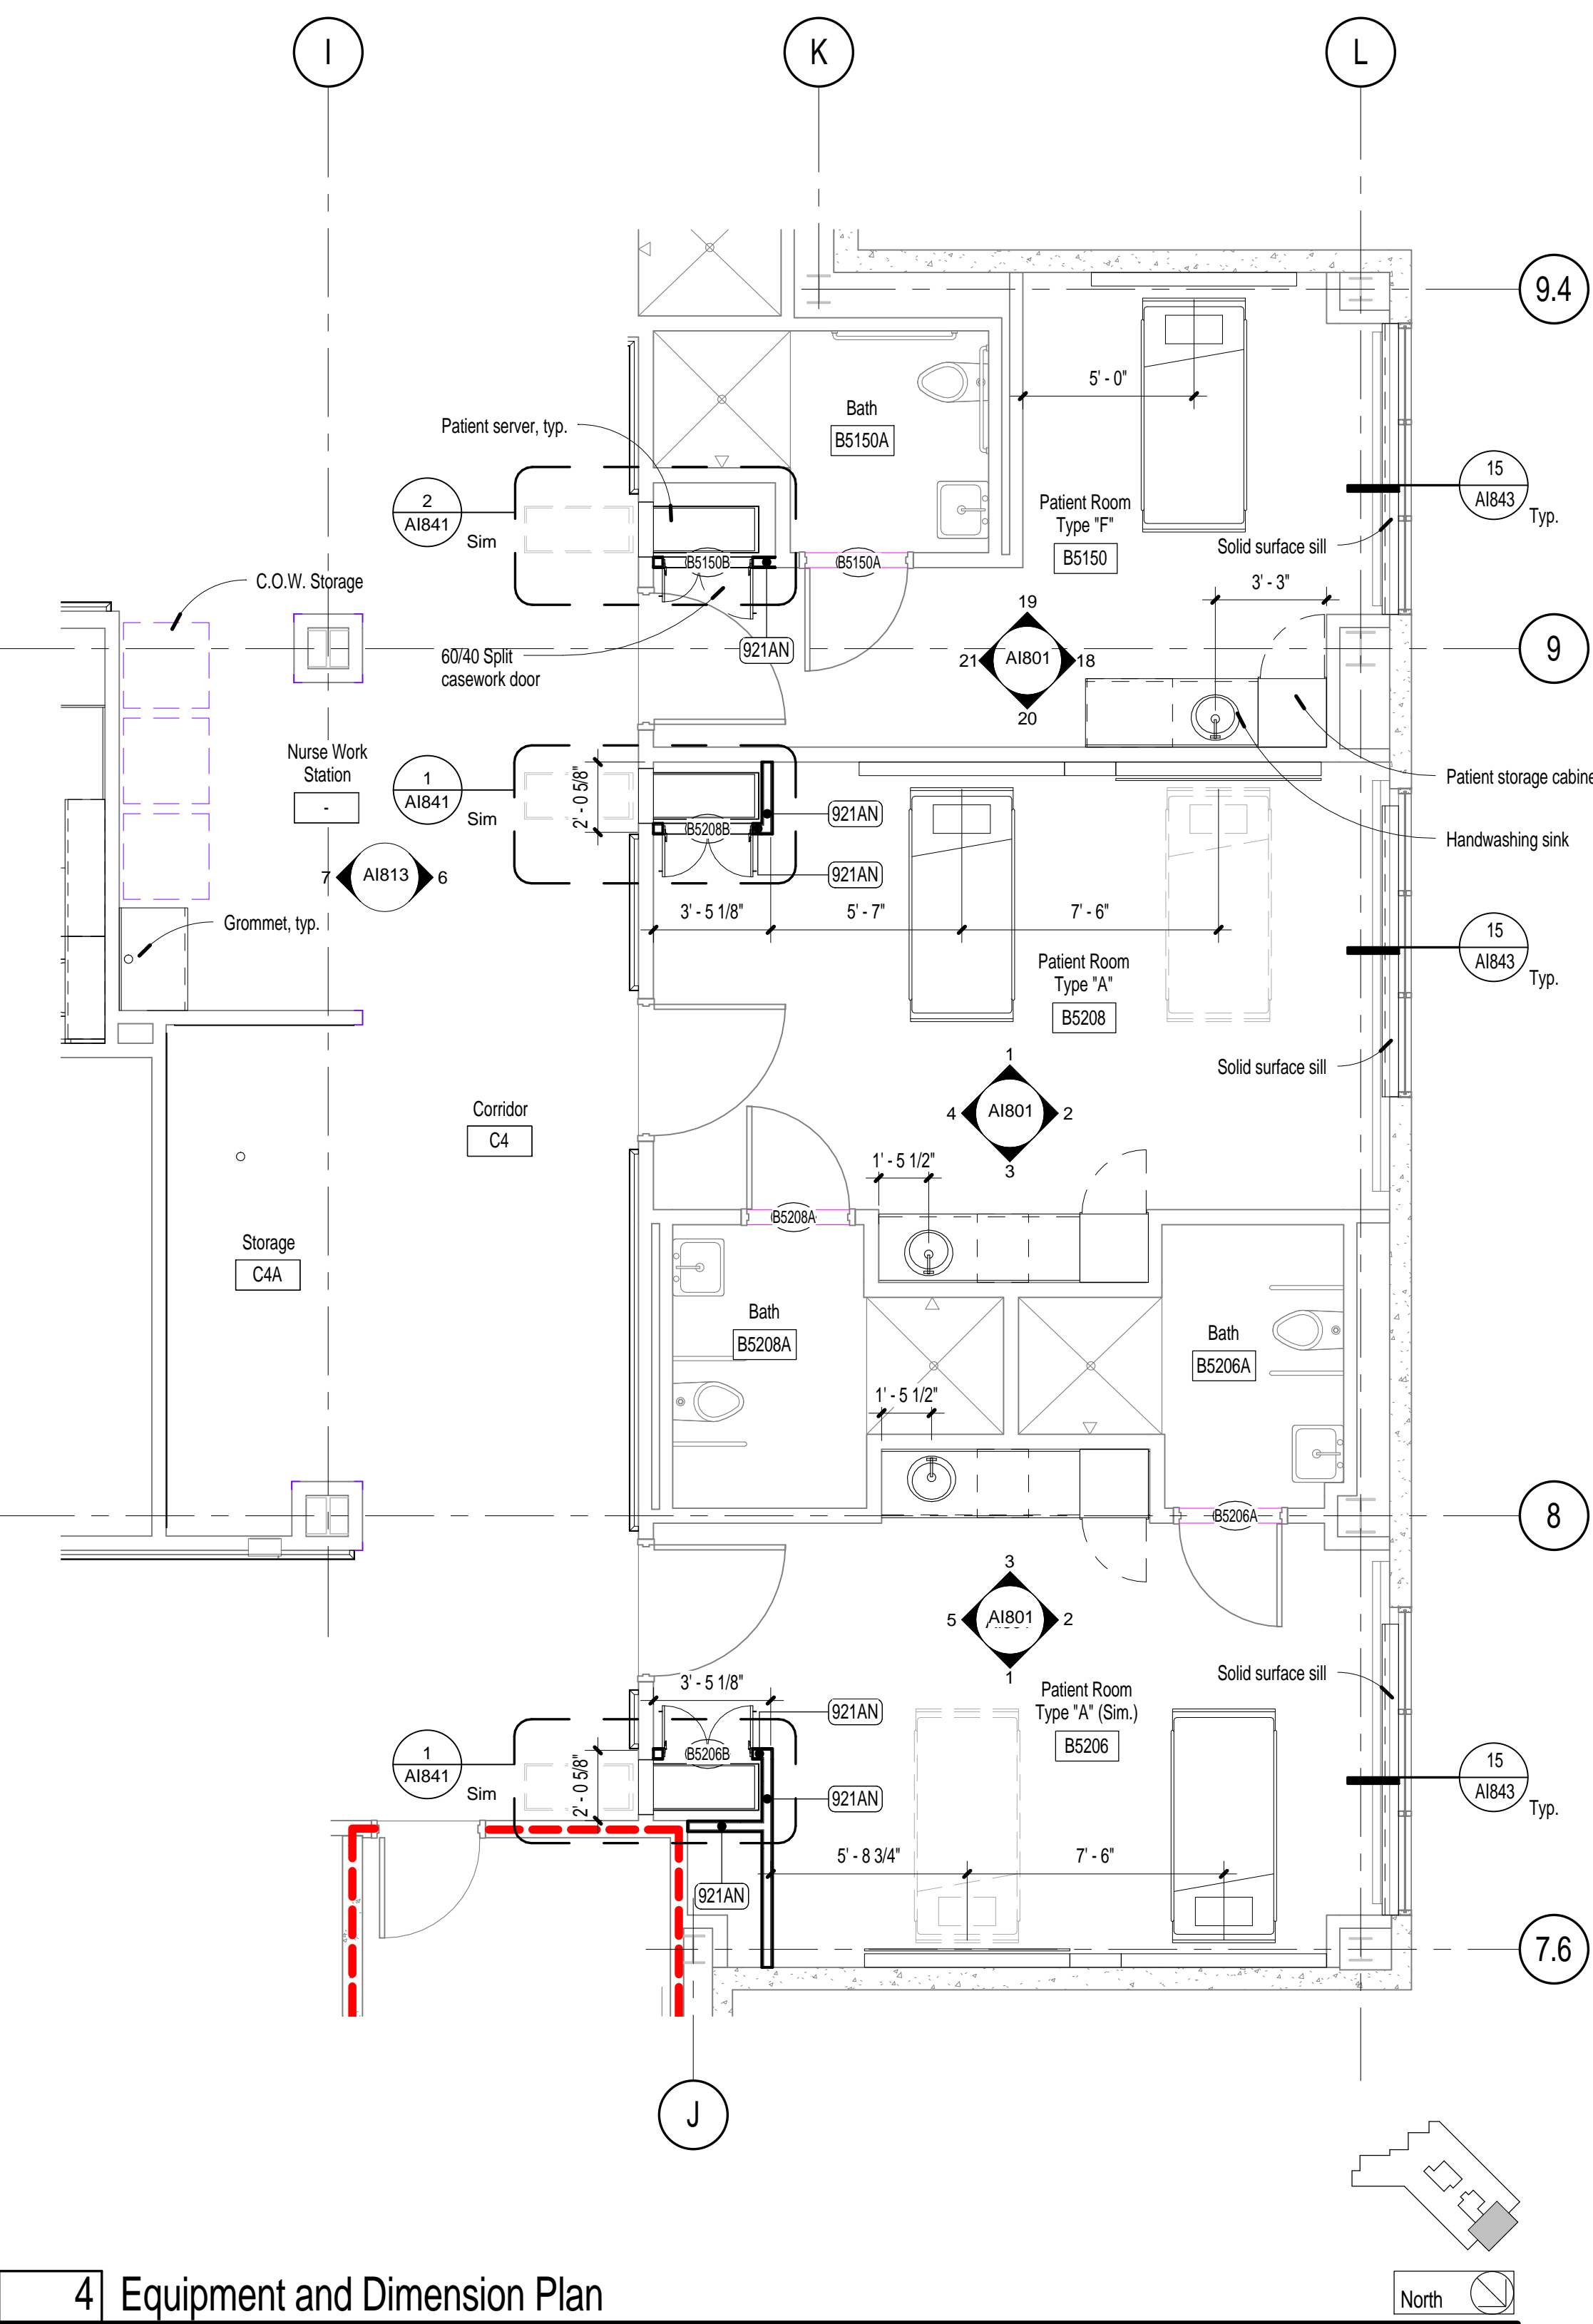 I
K
L
9.4
5' - 0"
Patient server, typ.
Bath
B5150A
2
AI841
Sim
Patient Room
Type "F"
B5150
15
AI843
Typ.
Solid surface sill
B5150B
B5150A
C.O.W. Storage
3' - 3"
19
21
AI801
18
20
921AN
60/40 Split
casework door
9
Nurse Work
Station
-
1
AI841
Sim
2' - 0 5/8"
B5208B
921AN
921AN
Patient storage cabine
Handwashing sink
7
AI813
6
Grommet, typ.
3' - 5 1/8"
5' - 7"
7' - 6"
Patient Room
Type "A"
B5208
15
AI843
Typ.
Solid surface sill
Corridor
C4
1
4
AI801
2
3
1' - 5 1/2"
B5208A
Storage
C4A
Bath
B5208A
Bath
B5206A
1' - 5 1/2"
B5206A
8
3
5
AI801
2
1
Solid surface sill
3' - 5 1/8"
Patient Room
Type "A" (Sim.)
B5206
921AN
1
AI841
Sim
2' - 0 5/8"
B5206B
921AN
15
AI843
Typ.
5' - 8 3/4"
7' - 6"
921AN
7.6
J
4
Equipment and Dimension Plan
North